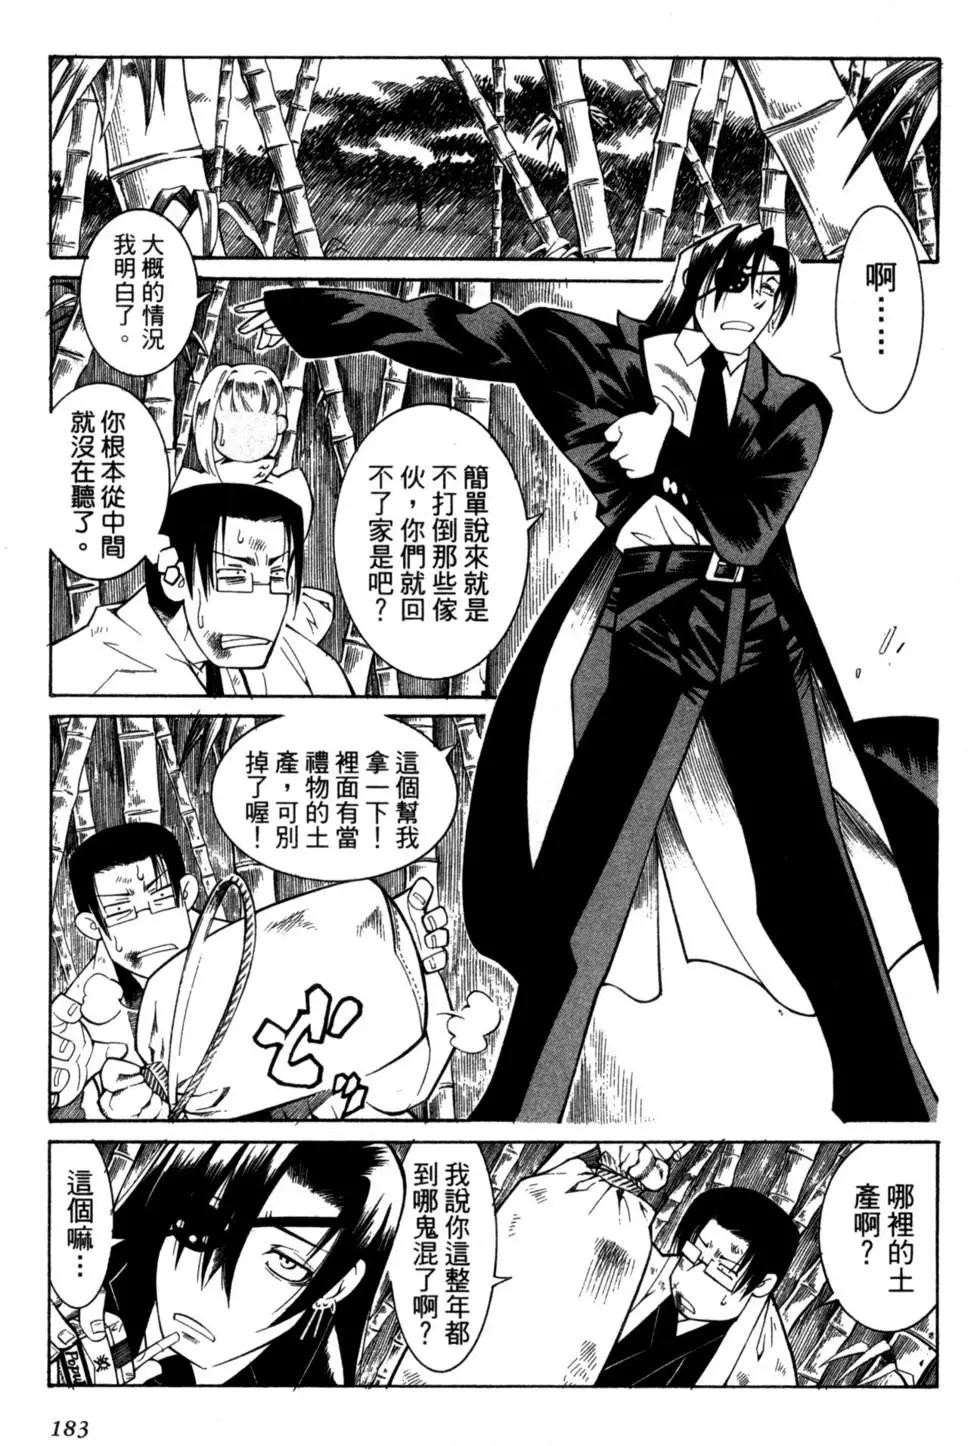 啊……
大概的情況
我明白了。
簡單說來就是
不打倒那些傢
伙，你們就回
不了家是吧？
你根本從中間
就沒在聽了。
這個幫我
拿一下！
裡面有當
禮物的土
產，可別
掉了喔！
どど
哪裡的土
產啊？
我說你這整年都
到哪鬼混了啊？
這個嘛…
183